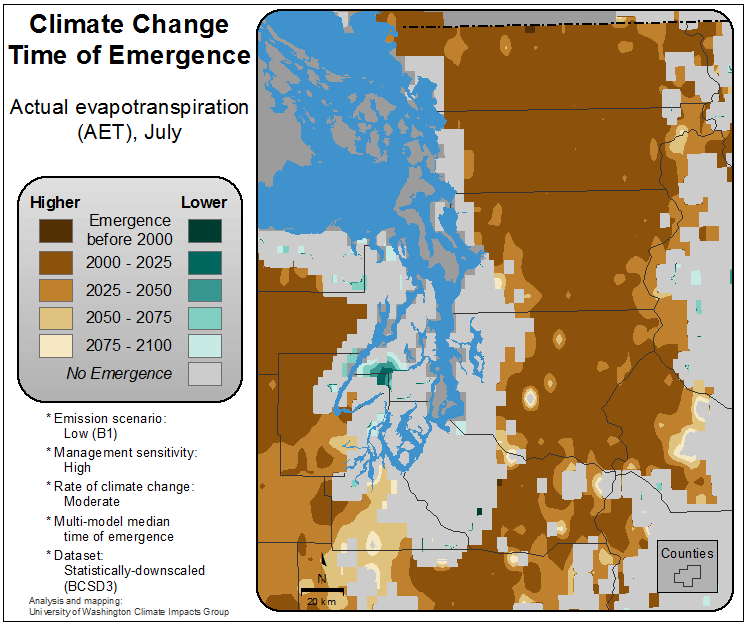 Climate Change
Time of Emergence
Actual evapotranspiration
(AET), July
Higher
Lower
Emergence
before 2000
2000 - 2025
2025 - 2050
2050 - 2075
2075 - 2100
No Emergence
* Emission scenario:
Low (B1)
* Management sensitivity:
High
* Rate of climate change:
Moderate
* Multi-model median
time of emergence
* Dataset:
Statistically-downscaled
(BCSD3)
Analysis and mapping:
University of Washington Climate Impacts Group
N
20 km
Counties